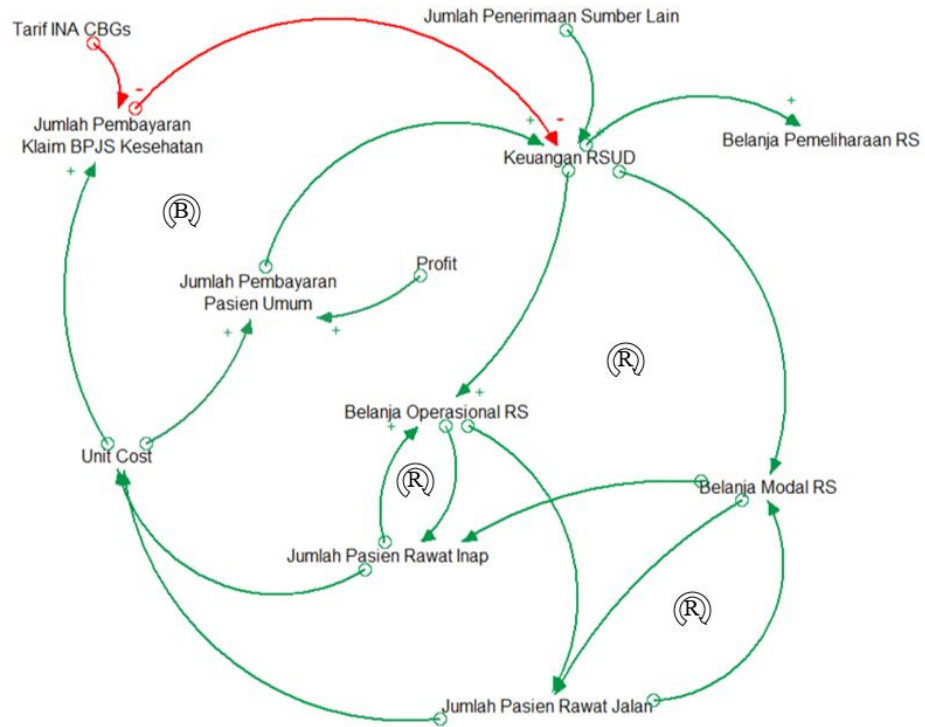 Jumlah Penerimaan Sumber Lain
Tarif INA CBGs
-
Jumlah Pembayaran
Klaim BPJS Kesehatan
+
+
-
+
Keuangan RSUD
+
Belanja Pemeliharaan RS
B
Jumlah Pembayaran
Pasien Umum
Profit
+
+
R
Belanja Operasional RS
+
+
Unit Cost
R
Belanja Modal RS
Jumlah Pasien Rawat Inap
R
Jumlah Pasien Rawat Jalan